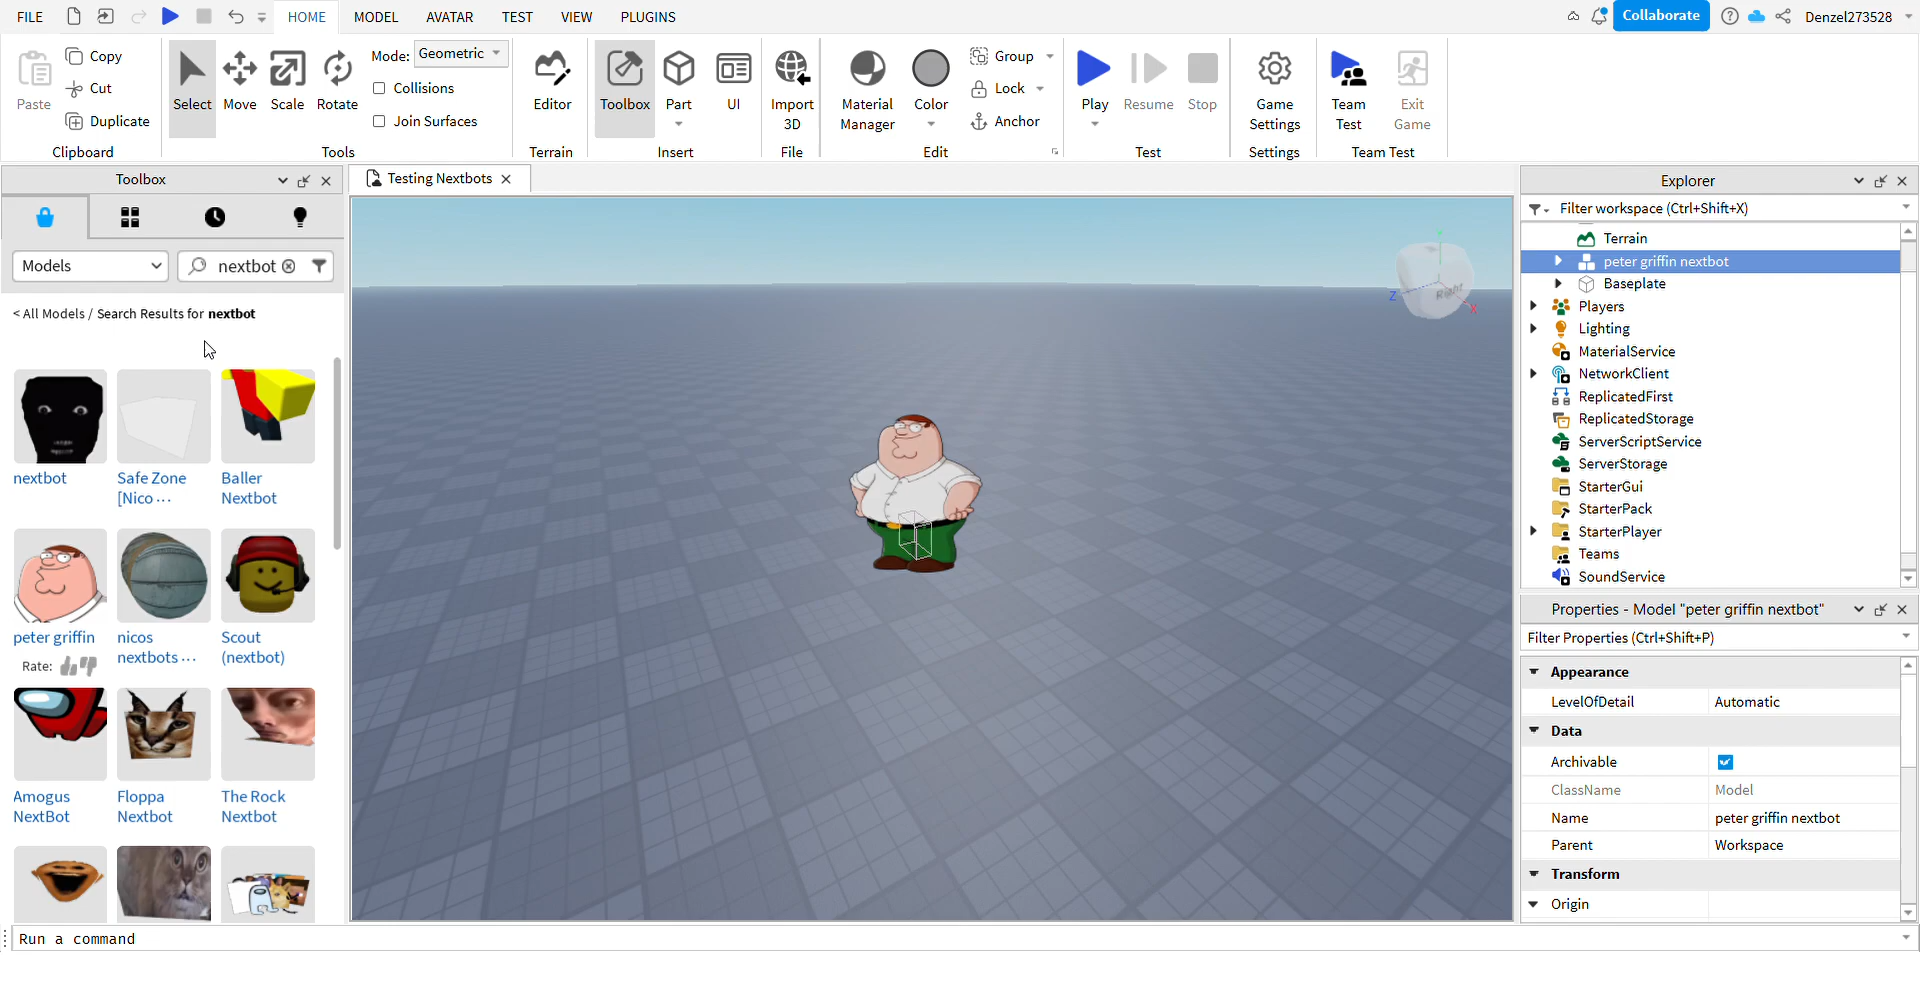 FILE HOME MODEL AVATAR TEST VIEW PLUGINS Collaborate Denzel273528
Paste
Copy
Cut
Duplicate
Clipboard
Select Move Scale Rotate
Mode: Geometric
Collisions
Join Surfaces
Tools
Editor
Terrain
Toolbox Part UI
Insert
Import
3D
File
Material
Manager
Color
Group
Lock
Anchor
Edit
Play Resume Stop
Test
Game
Settings
Settings
Team
Test
Exit
Game
Team Test
Toolbox
Models nextbot
< All Models / Search Results for nextbot
nextbot
Safe Zone
[Nico ...
Baller
Nextbot
peter griffin
Rate:
nicos
nextbots ...
Scout
(nextbot)
Amogus
NextBot
Floppa
Nextbot
The Rock
Nextbot
Testing Nextbots
Y
Z
X
Right
Explorer
Filter workspace (Ctrl+Shift+X)
Terrain
peter griffin nextbot
Baseplate
Players
Lighting
MaterialService
NetworkClient
ReplicatedFirst
ReplicatedStorage
ServerScriptService
ServerStorage
StarterGui
StarterPack
StarterPlayer
Teams
SoundService
Properties - Model "peter griffin nextbot"
Filter Properties (Ctrl+Shift+P)
Appearance
LevelOfDetail Automatic
Data
Archivable
ClassName Model
Name peter griffin nextbot
Parent Workspace
Transform
Origin
Run a command